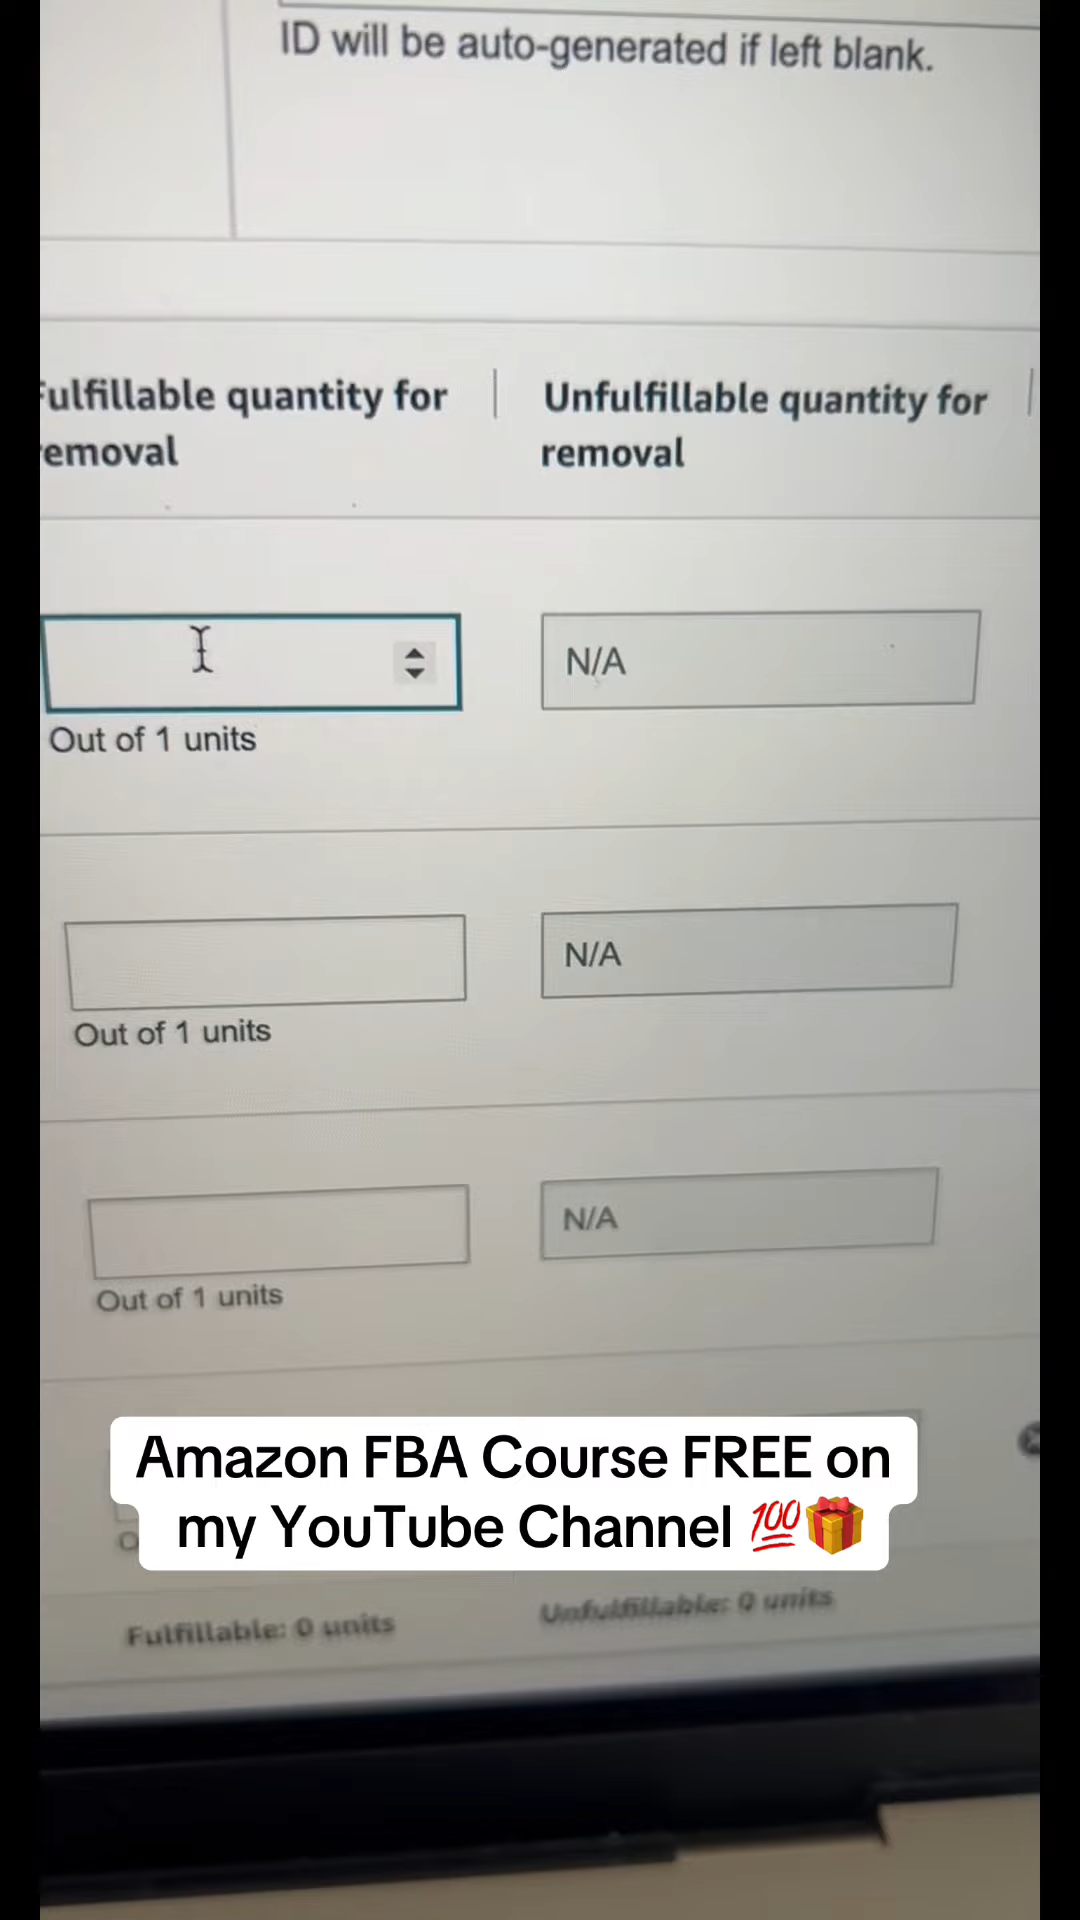 ID will be auto-generated if left blank.
ulfillable quantity for
emoval
Unfulfillable quantity for
removal
N/A
Out of 1 units
N/A
Out of 1 units
N/A
Out of 1 units
Amazon FBA Course FREE on
my YouTube Channel 💯🎁
Fulfillable: 0 units
Unfulfillable: 0 units